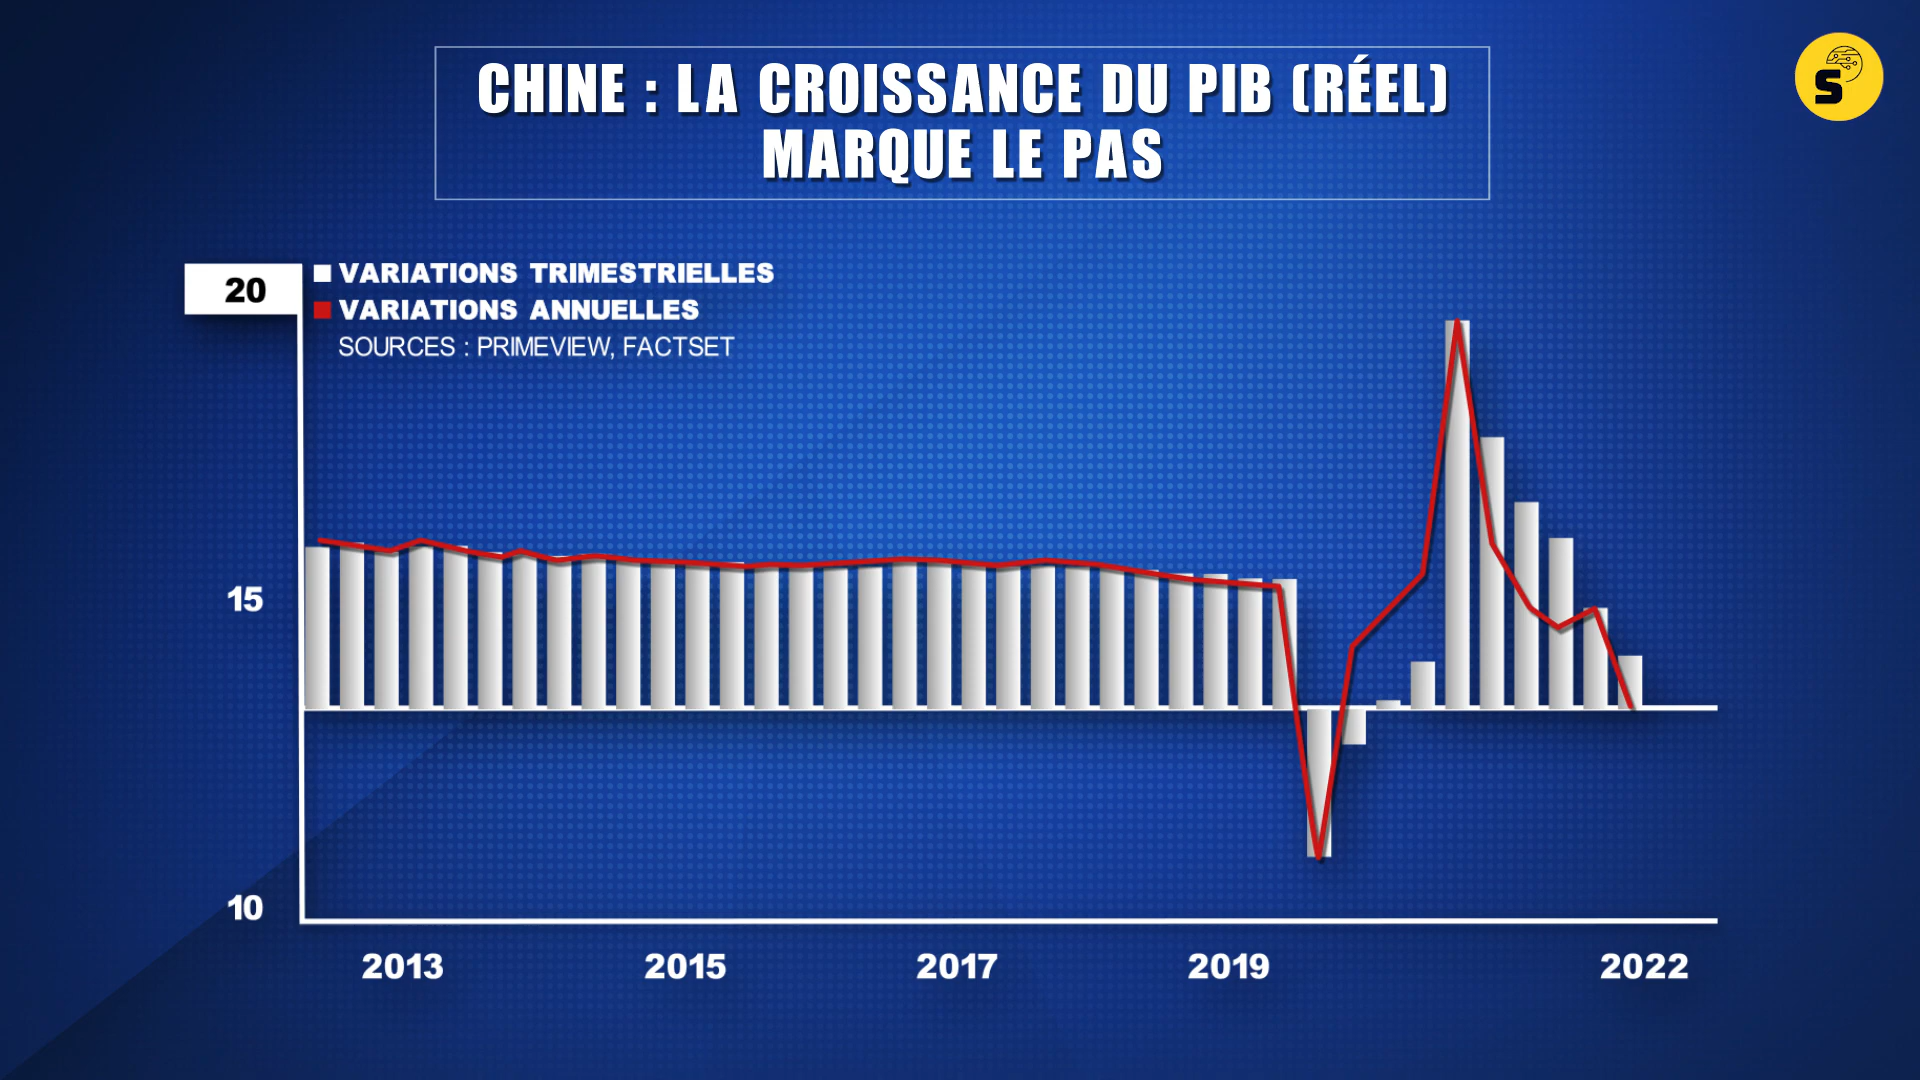 CHINE : LA CROISSANCE DU PIB (RÉEL)
MARQUE LE PAS
S
20
VARIATIONS TRIMESTRIELLES
VARIATIONS ANNUELLES
SOURCES : PRIMEVIEW, FACTSET
15
10
2013 2015 2017 2019 2022